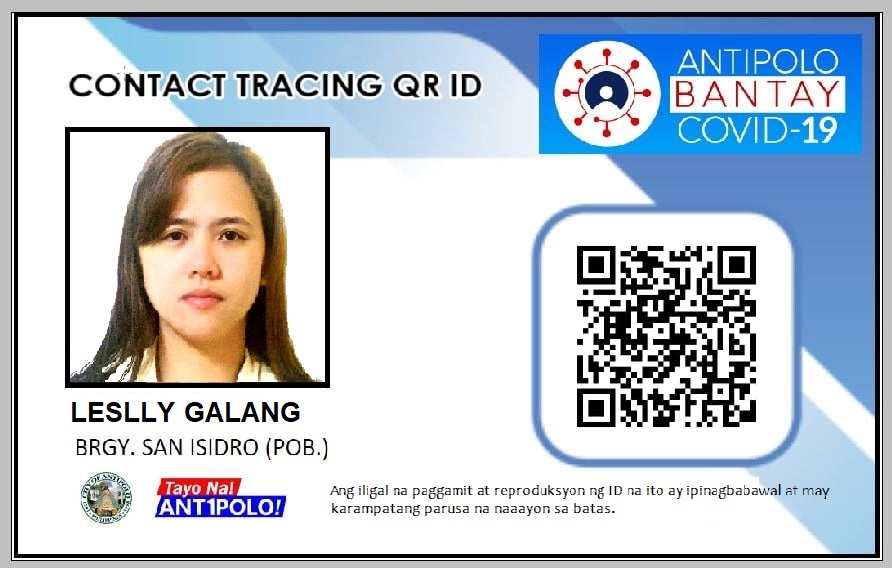 CONTACT TRACING QR ID
ANTIPOLO
BANTAY
COVID-19
LESLLY GALANG
BRGY. SAN ISIDRO (POB.)
Tayo Na!
ANT1POLO!
Ang iligal na paggamit at reproduksyon ng ID na ito ay ipinagbabawal at may
karampatang parusa na naaayon sa batas.